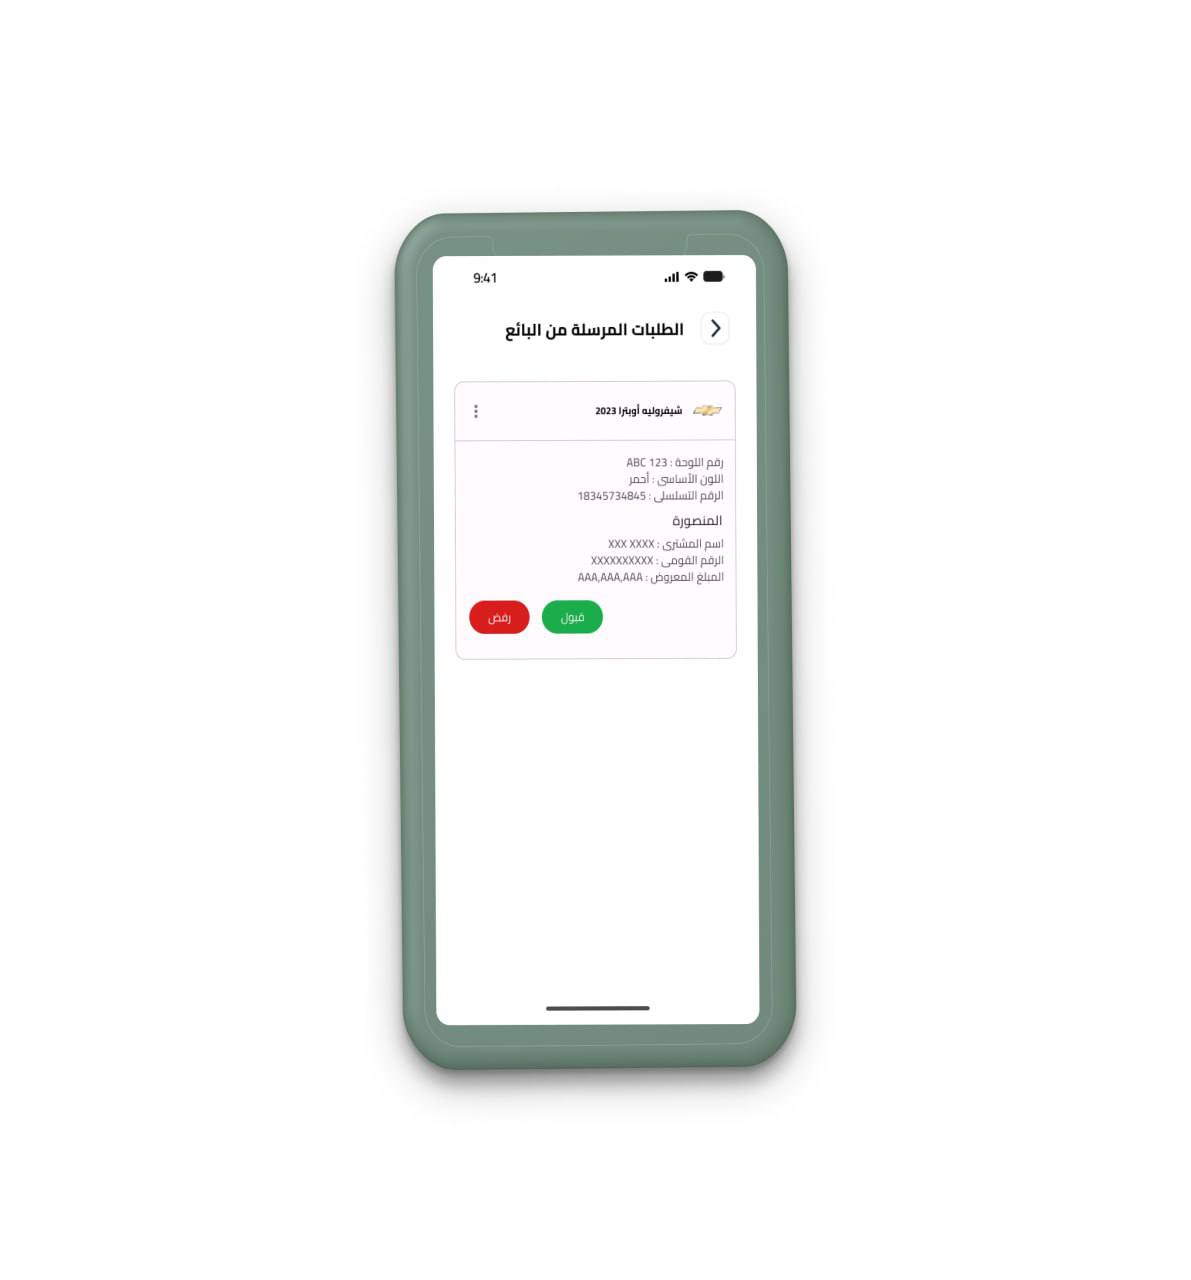 9:41
الطلبات المرسلة من البائع
شيفروليه أوبترا 2023
رقم اللوحة : ABC 123
اللون الأساسى : أحمر
الرقم التسلسلى : 18345734845
المنصورة
اسم المشترى : XXX XXXX
الرقم القومى : XXXXXXXXXX
المبلغ المعروض : AAA,AAA,AAA
قبول
رفض